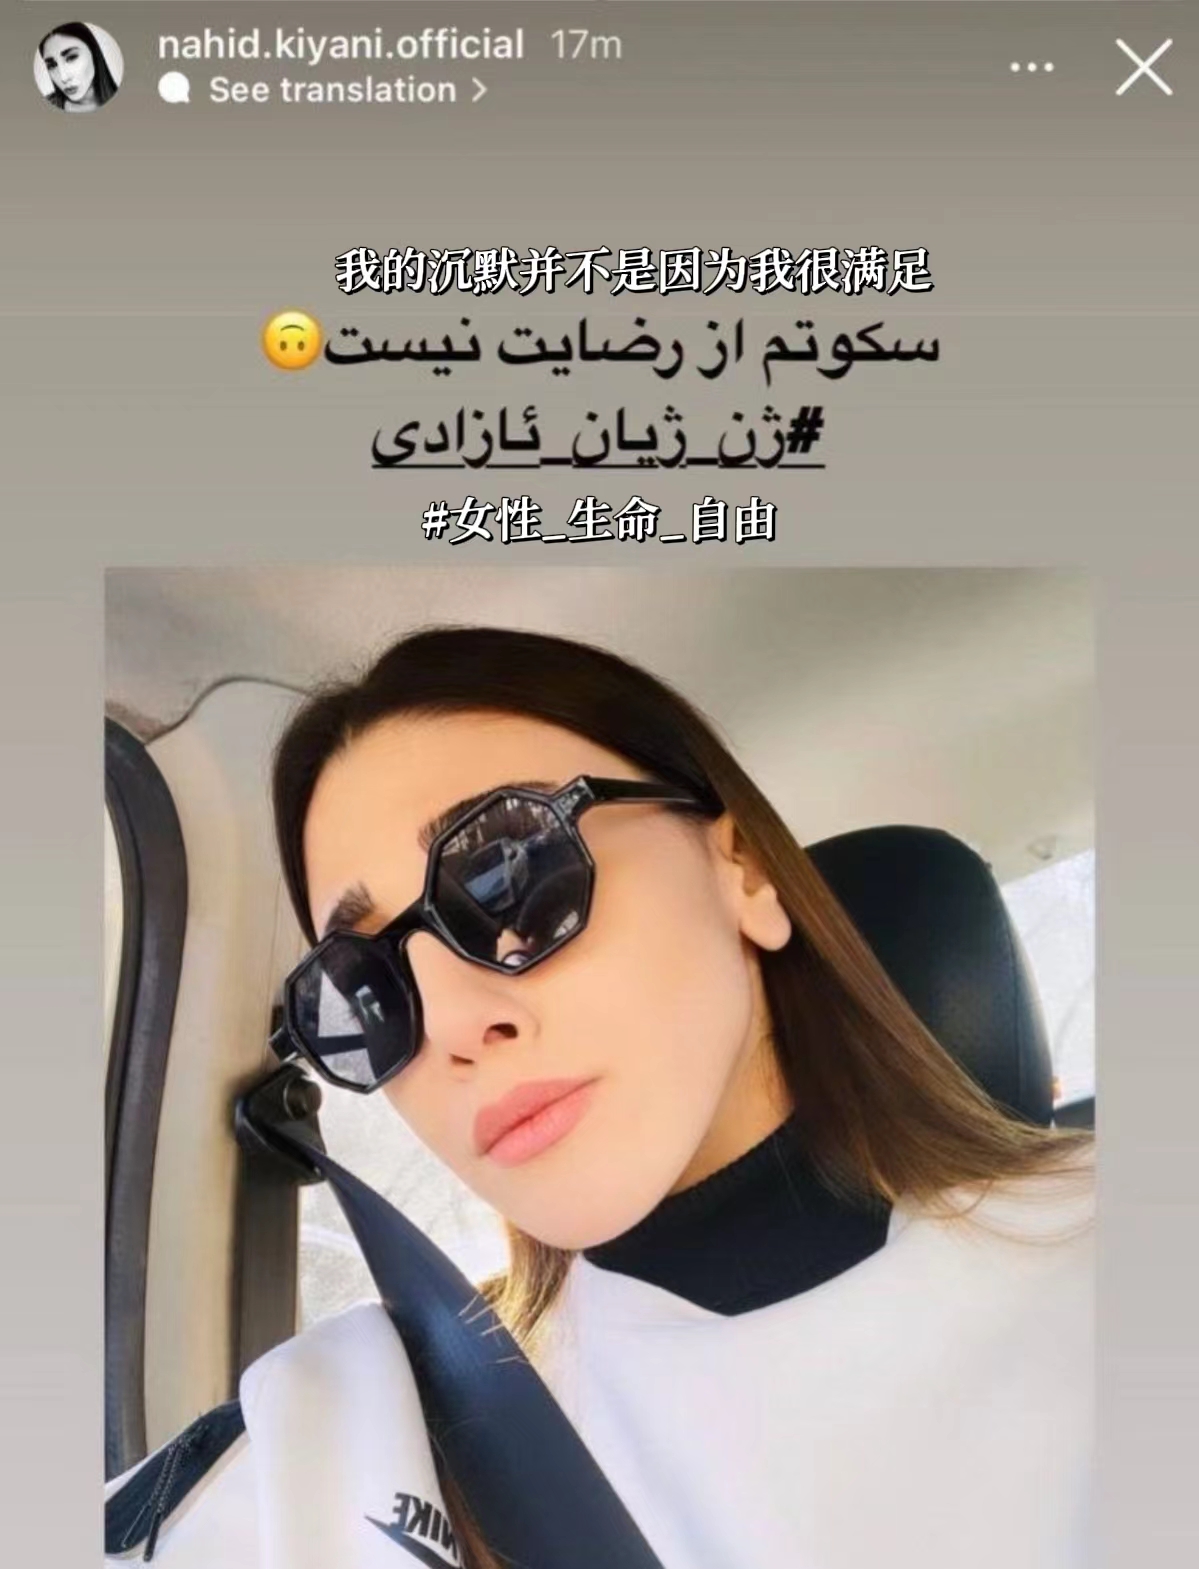 nahid.kiyani.official 17m
See translation >
我的沉默并不是因为我很满足
سکوتم از رضایت نیست🙃
#ژن_ژیان_ئازادی
#女性_生命_自由
NIKE